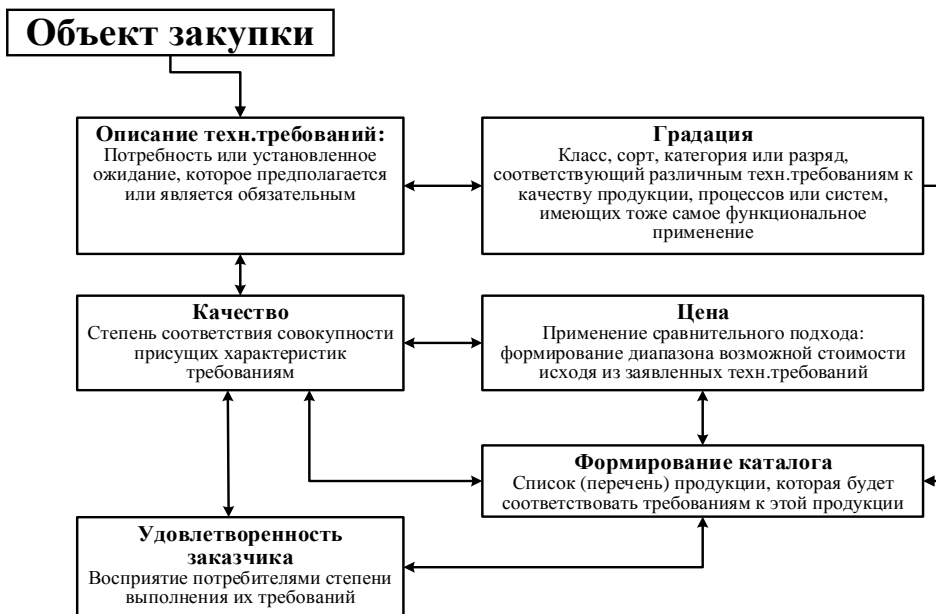 Объект закупки
Описание техн.требований:
Потребность или установленное
ожидание, которое предполагается
или является обязательным
Градация
Класс, сорт, категория или разряд,
соответствующий различным техн.требованиям к
качеству продукции, процессов или систем,
имеющих тоже самое функциональное
применение
Качество
Степень соответствия совокупности
присущих характеристик
требованиям
Цена
Применение сравнительного подхода:
формирование диапазона возможной стоимости
исходя из заявленных техн.требований
Формирование каталога
Список (перечень) продукции, которая будет
соответствовать требованиям к этой продукции
Удовлетворенность
заказчика
Восприятие потребителями степени
выполнения их требований